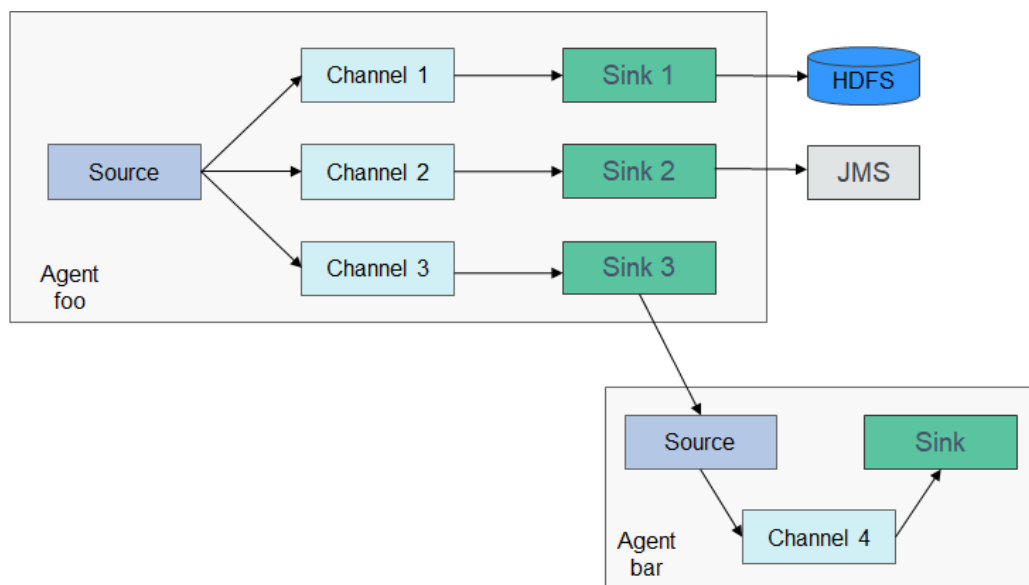 Channel 1
Sink 1
HDFS
Source
Channel 2
Sink 2
JMS
Channel 3
Sink 3
Agent
foo
Source
Sink
Channel 4
Agent
bar